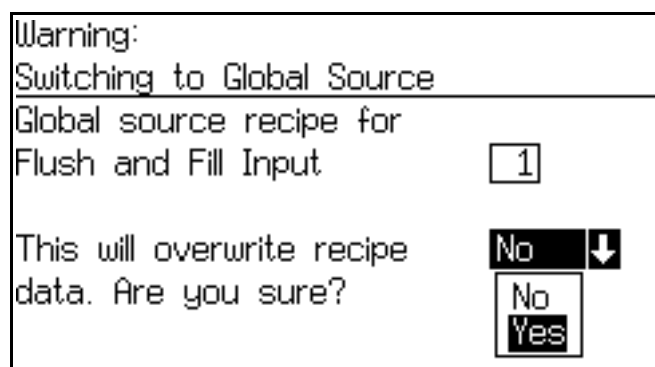 Warning:
Switching to Global Source
Global source recipe for
Flush and Fill Input 1
This will overwrite recipe No
data. Are you sure? No
Yes